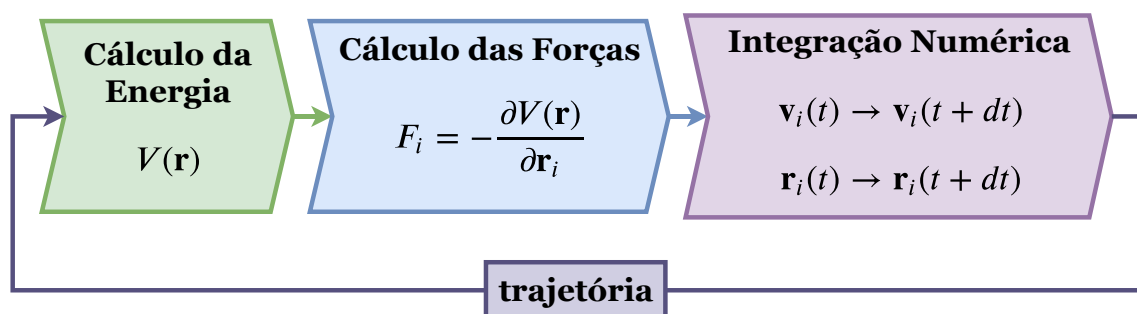 Cálculo da
Energia
V(r)
Cálculo das Forças
F_i = -∂V(r)/∂r_i
Integração Numérica
v_i(t) → v_i(t + dt)
r_i(t) → r_i(t + dt)
trajetória